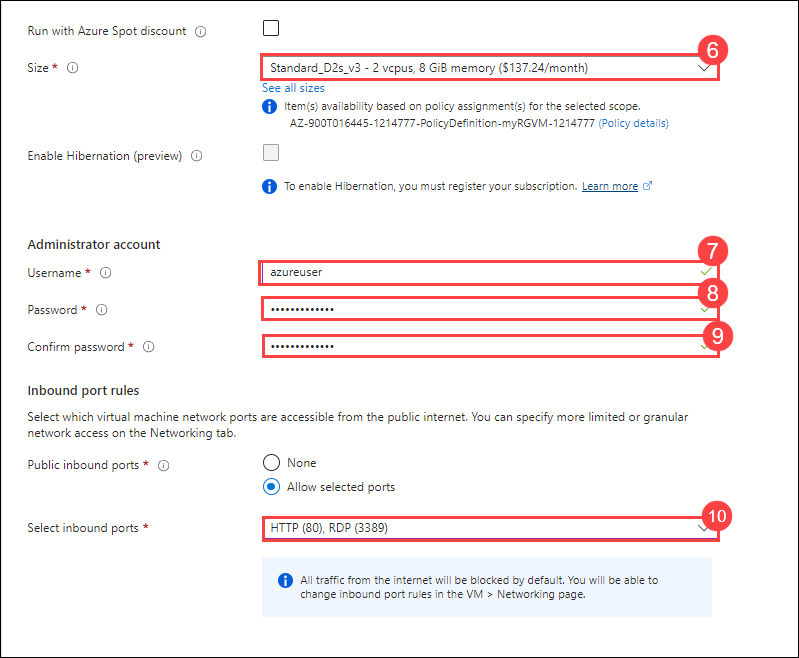 Run with Azure Spot discount
6
Size *
Standard_D2s_v3 - 2 vcpus, 8 GiB memory ($137.24/month)
See all sizes
Item(s) availability based on policy assignment(s) for the selected scope.
AZ-900T016445-1214777-PolicyDefinition-myRGVM-1214777 (Policy details)
Enable Hibernation (preview)
To enable Hibernation, you must register your subscription. Learn more
Administrator account
7
Username *
azureuser
8
Password *
•••••••••••••
9
Confirm password *
•••••••••••••
Inbound port rules
Select which virtual machine network ports are accessible from the public internet. You can specify more limited or granular
network access on the Networking tab.
Public inbound ports *
None
Allow selected ports
10
Select inbound ports *
HTTP (80), RDP (3389)
All traffic from the internet will be blocked by default. You will be able to
change inbound port rules in the VM > Networking page.